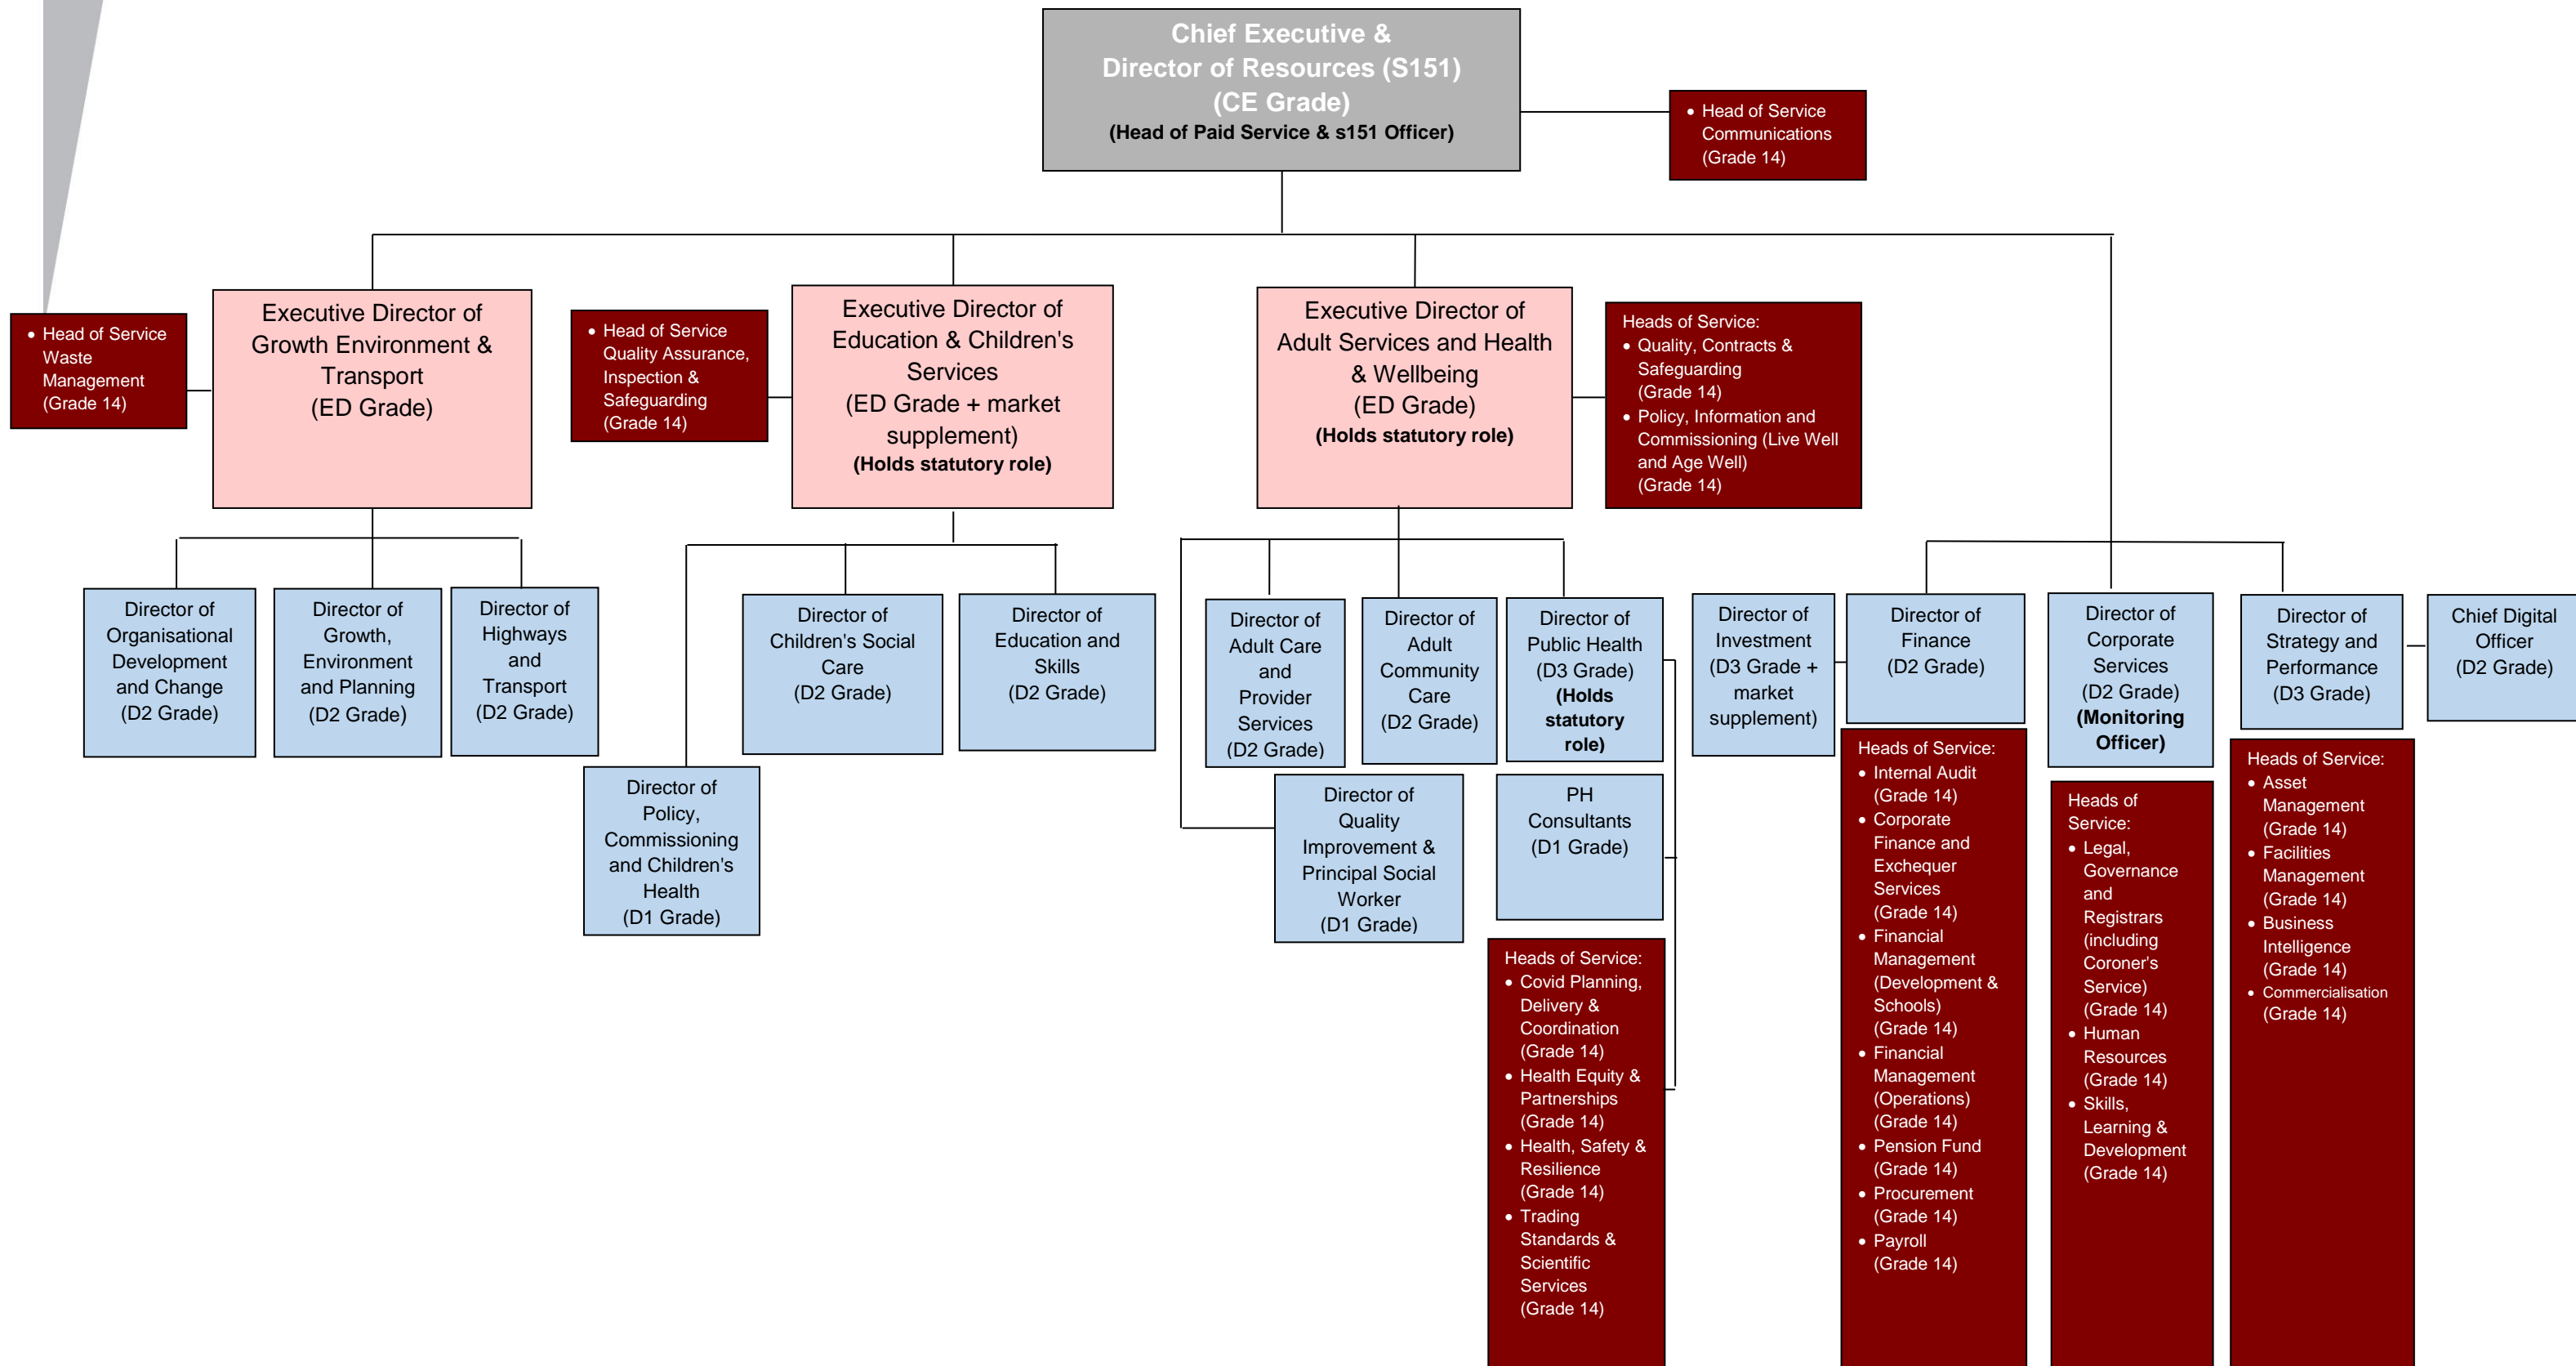 Chief Executive &
Director of Resources (S151)
(CE Grade)
(Head of Paid Service & s151 Officer)
• Head of Service
Communications
(Grade 14)
• Head of Service
Waste
Management
(Grade 14)
Executive Director of
Growth Environment &
Transport
(ED Grade)
• Head of Service
Quality Assurance,
Inspection &
Safeguarding
(Grade 14)
Executive Director of
Education & Children's
Services
(ED Grade + market
supplement)
(Holds statutory role)
Executive Director of
Adult Services and Health
& Wellbeing
(ED Grade)
(Holds statutory role)
Heads of Service:
• Quality, Contracts &
Safeguarding
(Grade 14)
• Policy, Information and
Commissioning (Live Well
and Age Well)
(Grade 14)
Director of
Organisational
Development
and Change
(D2 Grade)
Director of
Growth,
Environment
and Planning
(D2 Grade)
Director of
Highways
and
Transport
(D2 Grade)
Director of
Policy,
Commissioning
and Children's
Health
(D1 Grade)
Director of
Children's Social
Care
(D2 Grade)
Director of
Education and
Skills
(D2 Grade)
Director of
Adult Care
and
Provider
Services
(D2 Grade)
Director of
Adult
Community
Care
(D2 Grade)
Director of
Public Health
(D3 Grade)
(Holds
statutory
role)
Director of
Quality
Improvement &
Principal Social
Worker
(D1 Grade)
PH
Consultants
(D1 Grade)
Heads of Service:
• Covid Planning,
Delivery &
Coordination
(Grade 14)
• Health Equity &
Partnerships
(Grade 14)
• Health, Safety &
Resilience
(Grade 14)
• Trading
Standards &
Scientific
Services
(Grade 14)
Director of
Investment
(D3 Grade +
market
supplement)
Director of
Finance
(D2 Grade)
Heads of Service:
• Internal Audit
(Grade 14)
• Corporate
Finance and
Exchequer
Services
(Grade 14)
• Financial
Management
(Development &
Schools)
(Grade 14)
• Financial
Management
(Operations)
(Grade 14)
• Pension Fund
(Grade 14)
• Procurement
(Grade 14)
• Payroll
(Grade 14)
Director of
Corporate
Services
(D2 Grade)
(Monitoring
Officer)
Heads of
Service:
• Legal,
Governance
and
Registrars
(including
Coroner's
Service)
(Grade 14)
• Human
Resources
(Grade 14)
• Skills,
Learning &
Development
(Grade 14)
Director of
Strategy and
Performance
(D3 Grade)
Heads of Service:
• Asset
Management
(Grade 14)
• Facilities
Management
(Grade 14)
• Business
Intelligence
(Grade 14)
• Commercialisation
(Grade 14)
Chief Digital
Officer
(D2 Grade)